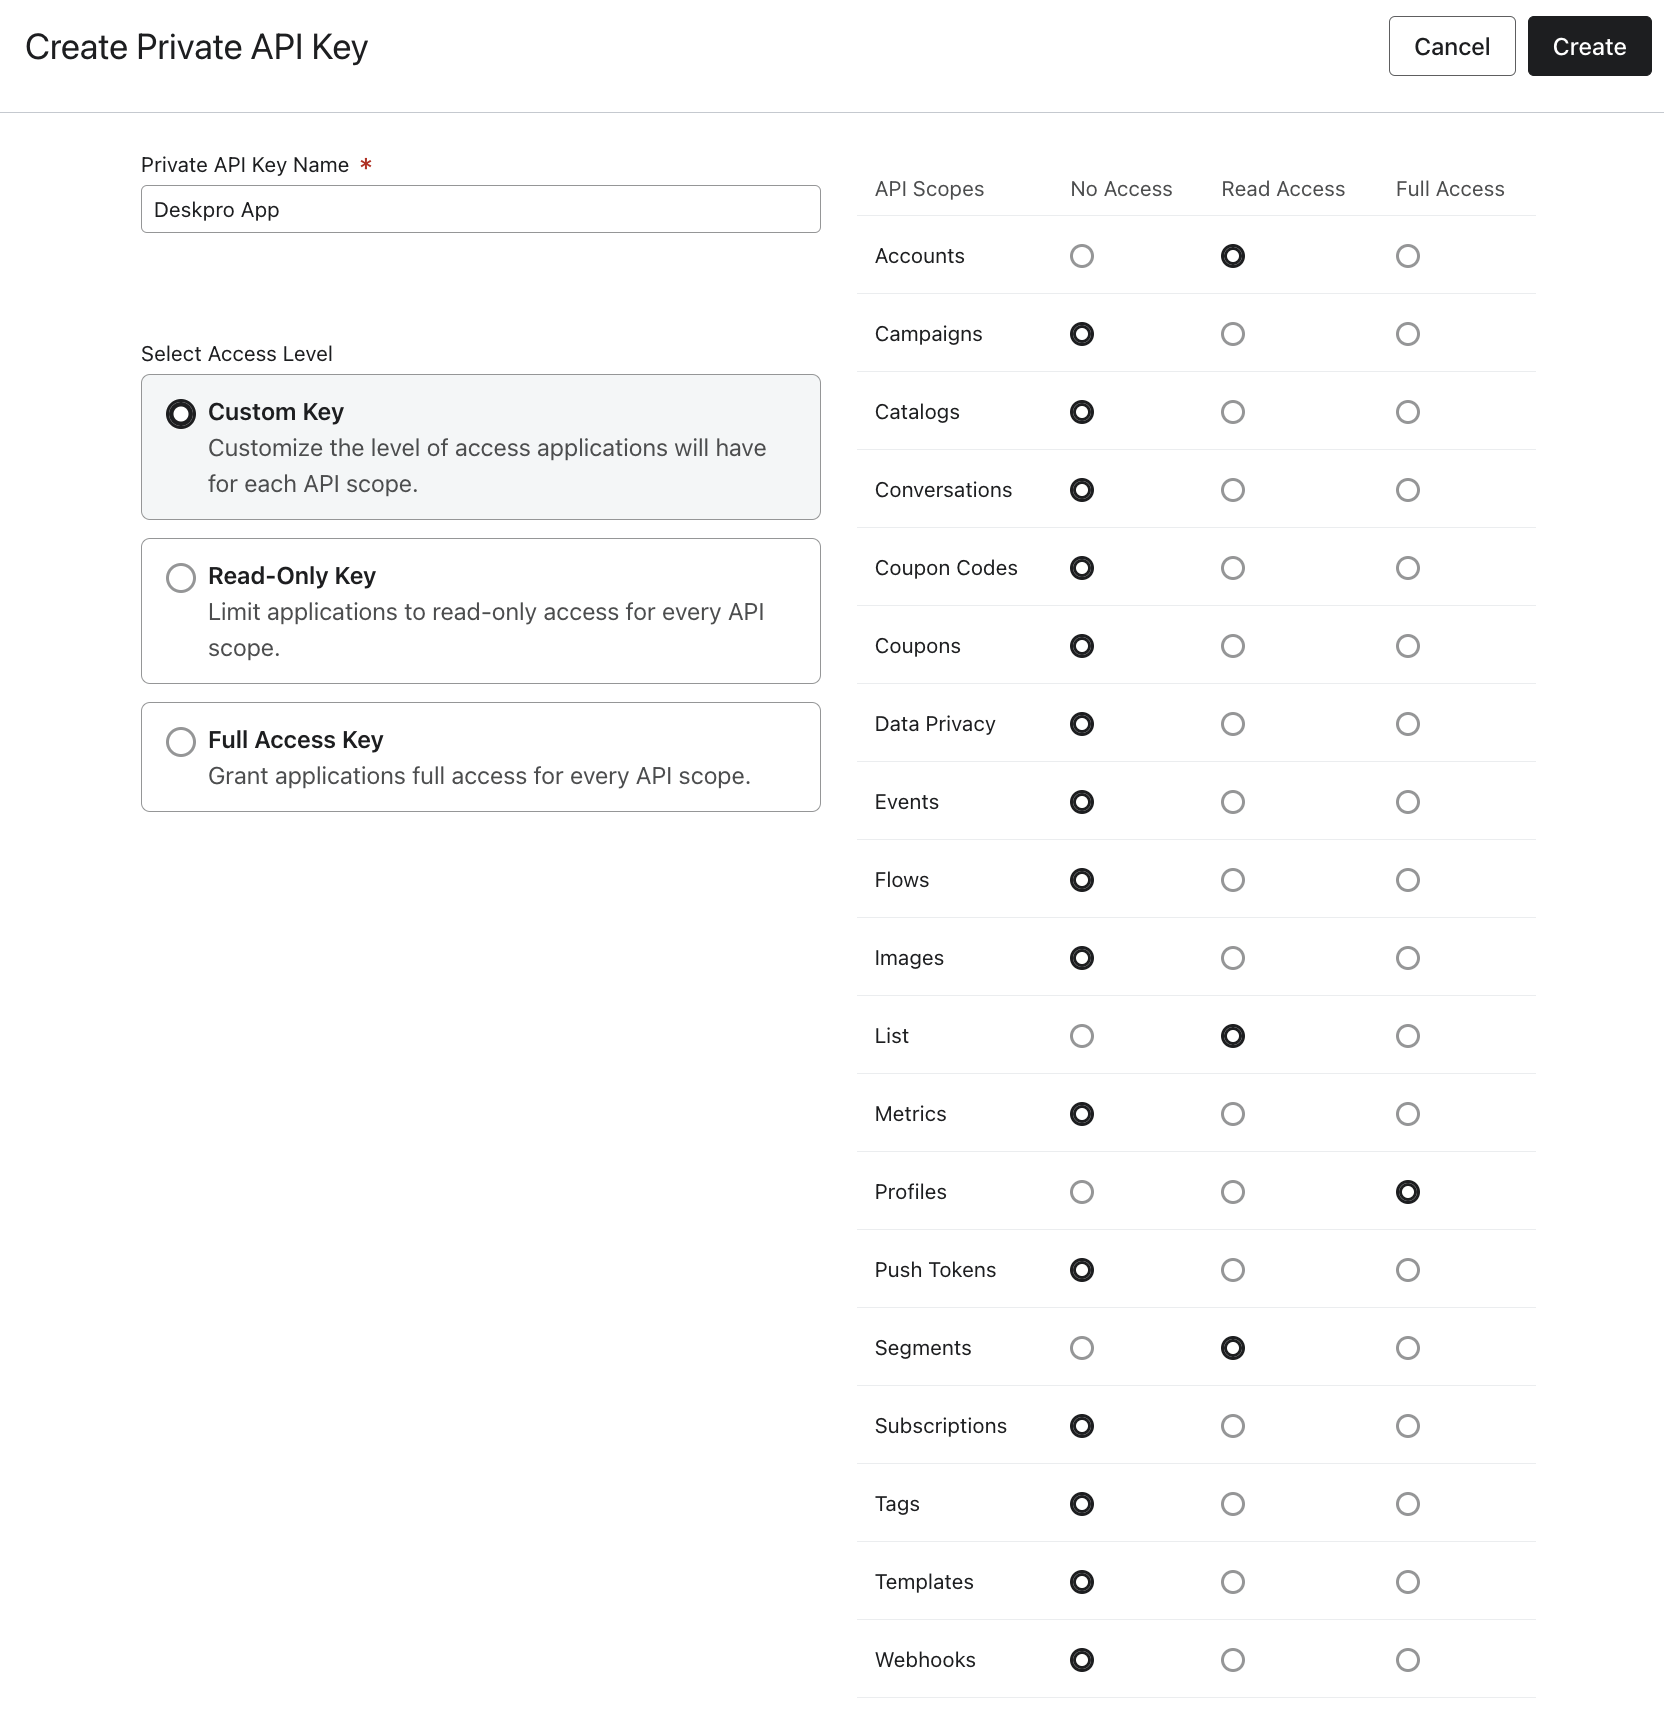 Create Private API Key
Cancel
Create
Private API Key Name *
Deskpro App
Select Access Level
Custom Key
Customize the level of access applications will have
for each API scope.
Read-Only Key
Limit applications to read-only access for every API
scope.
Full Access Key
Grant applications full access for every API scope.
API Scopes No Access Read Access Full Access
Accounts
Campaigns
Catalogs
Conversations
Coupon Codes
Coupons
Data Privacy
Events
Flows
Images
List
Metrics
Profiles
Push Tokens
Segments
Subscriptions
Tags
Templates
Webhooks